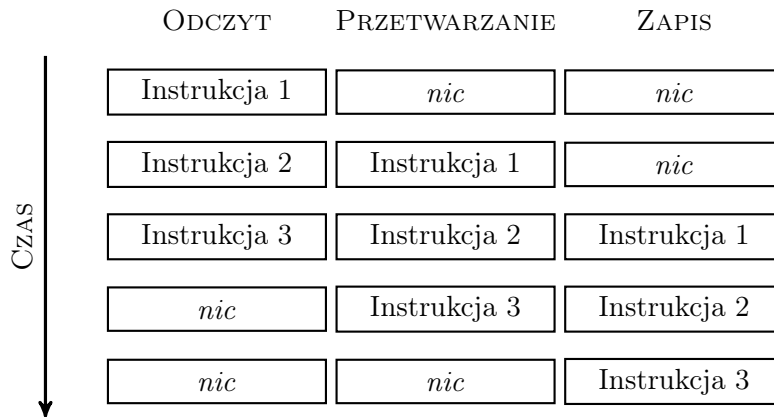 ODCZYT PRZETWARZANIE ZAPIS
Instrukcja 1 nic nic
Instrukcja 2 Instrukcja 1 nic
Instrukcja 3 Instrukcja 2 Instrukcja 1
nic Instrukcja 3 Instrukcja 2
nic nic Instrukcja 3
CZAS